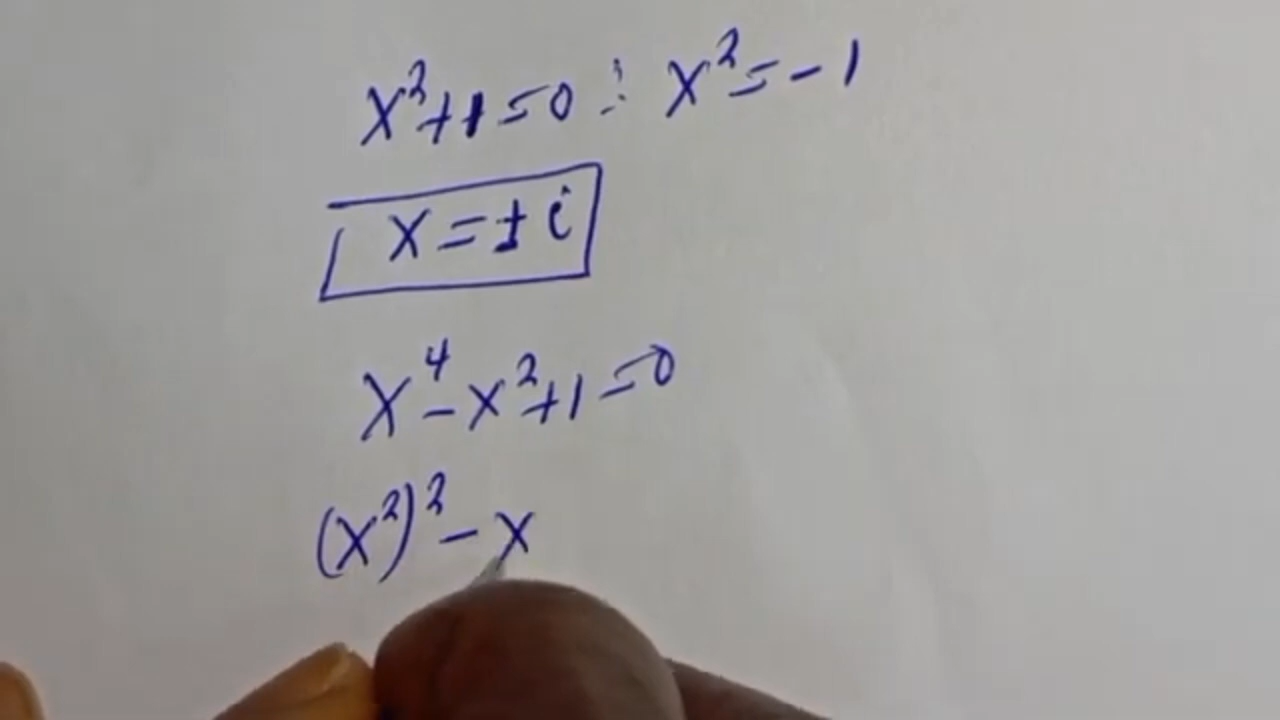 x²+1=0 ∴ x²=-1
x=±i
x⁴-x²+1=0
(x²)²-x